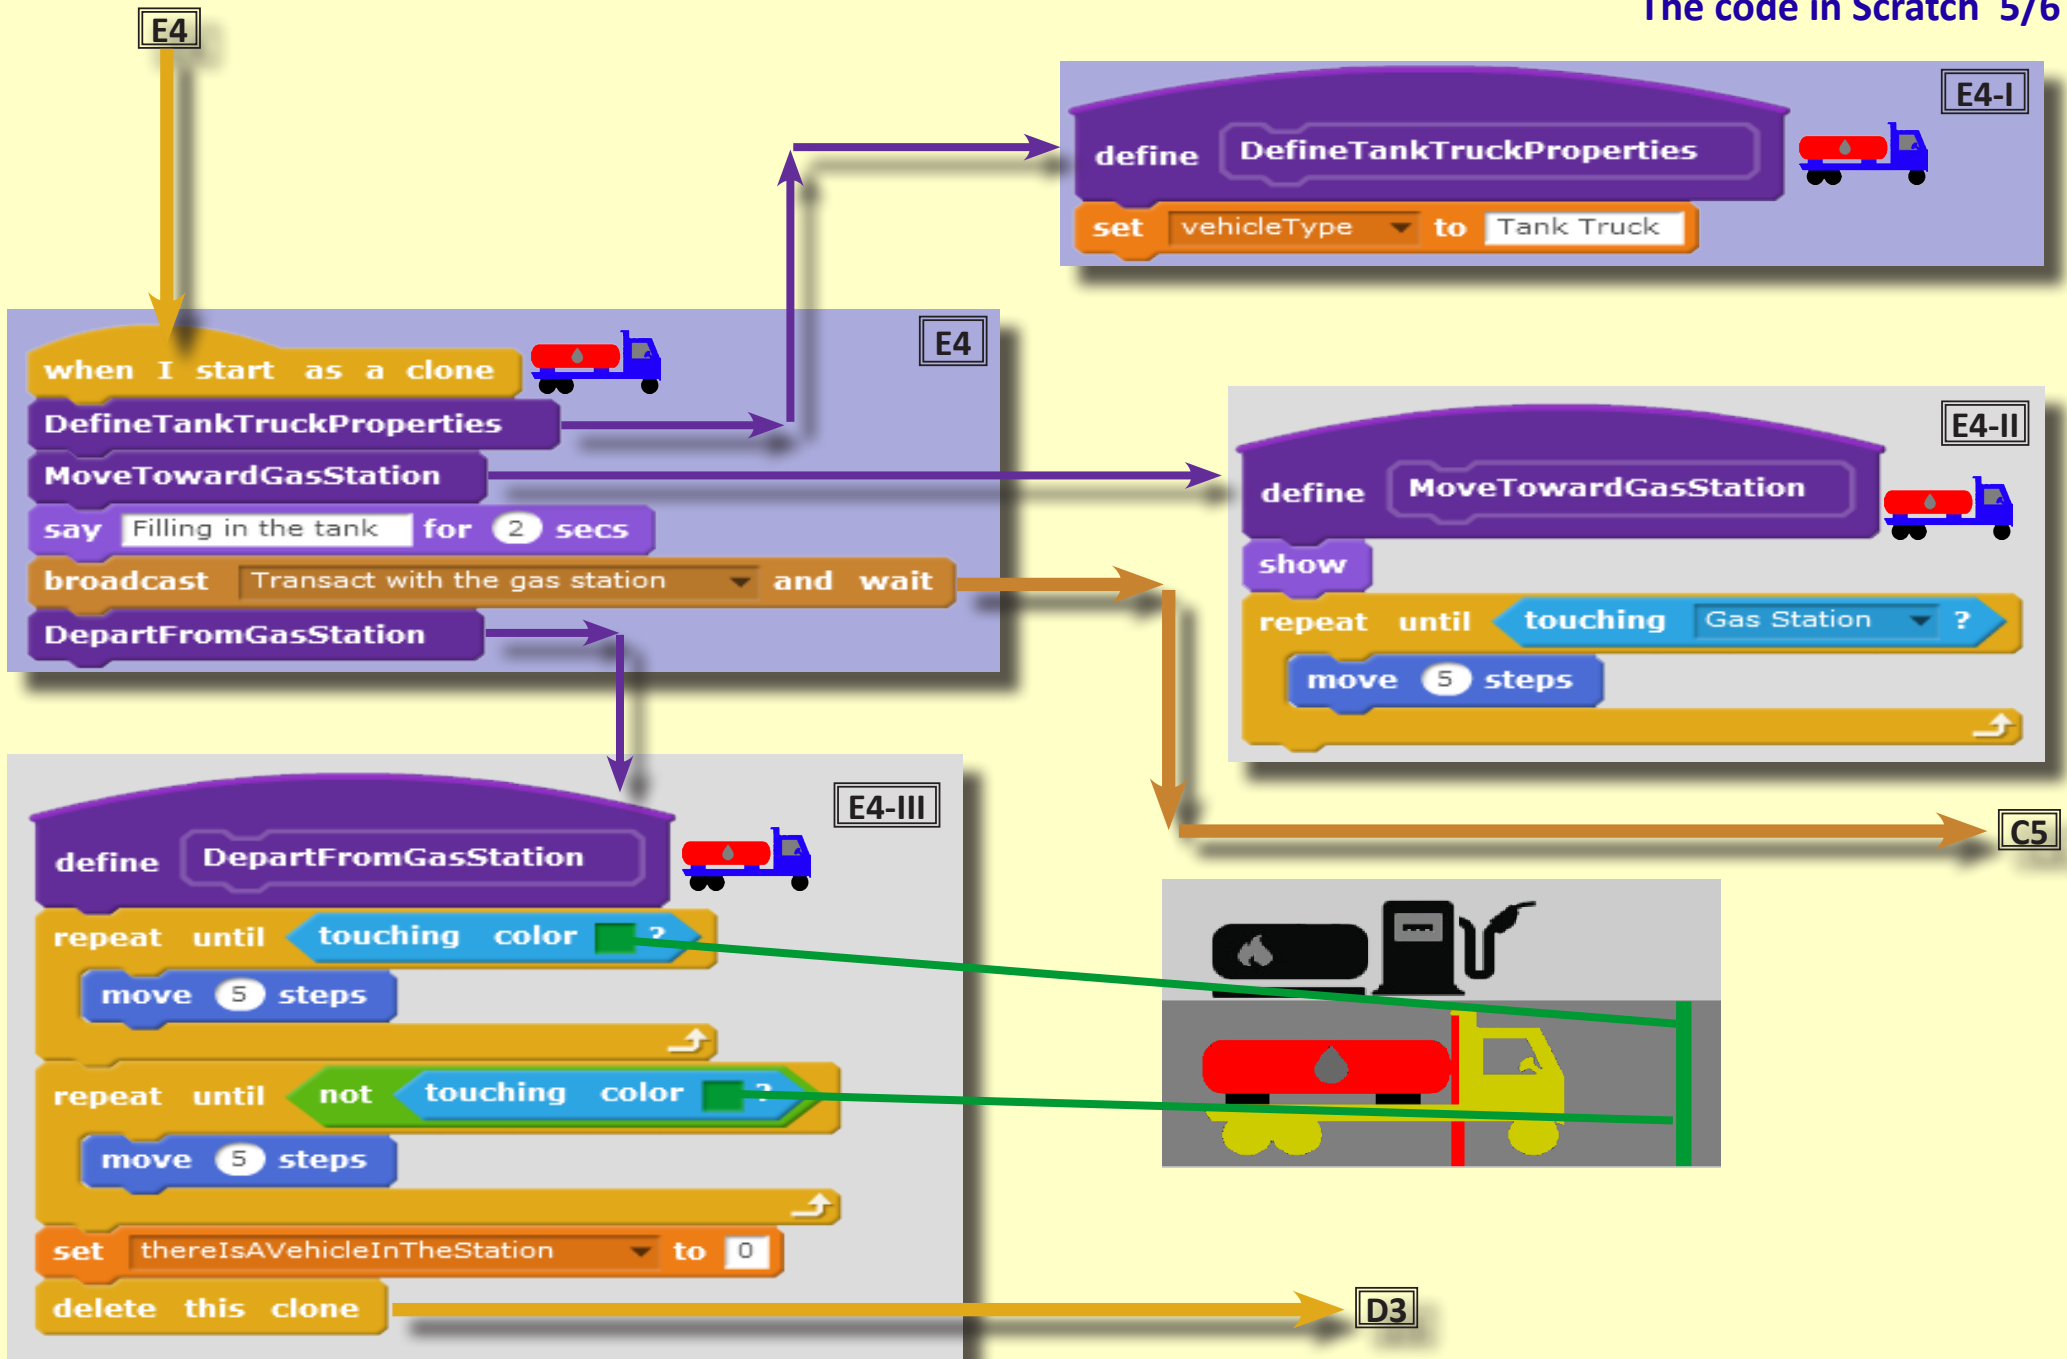 The code in Scratch 5/6
E4
E4-I
define DefineTankTruckProperties
set vehicleType to Tank Truck
E4
when I start as a clone
DefineTankTruckProperties
MoveTowardGasStation
say Filling in the tank for 2 secs
broadcast Transact with the gas station and wait
DepartFromGasStation
E4-II
define MoveTowardGasStation
show
repeat until touching Gas Station ?
move 5 steps
E4-III
define DepartFromGasStation
repeat until touching color ?
move 5 steps
repeat until not touching color ?
move 5 steps
set thereIsAVehicleInTheStation to 0
delete this clone
C5
D3